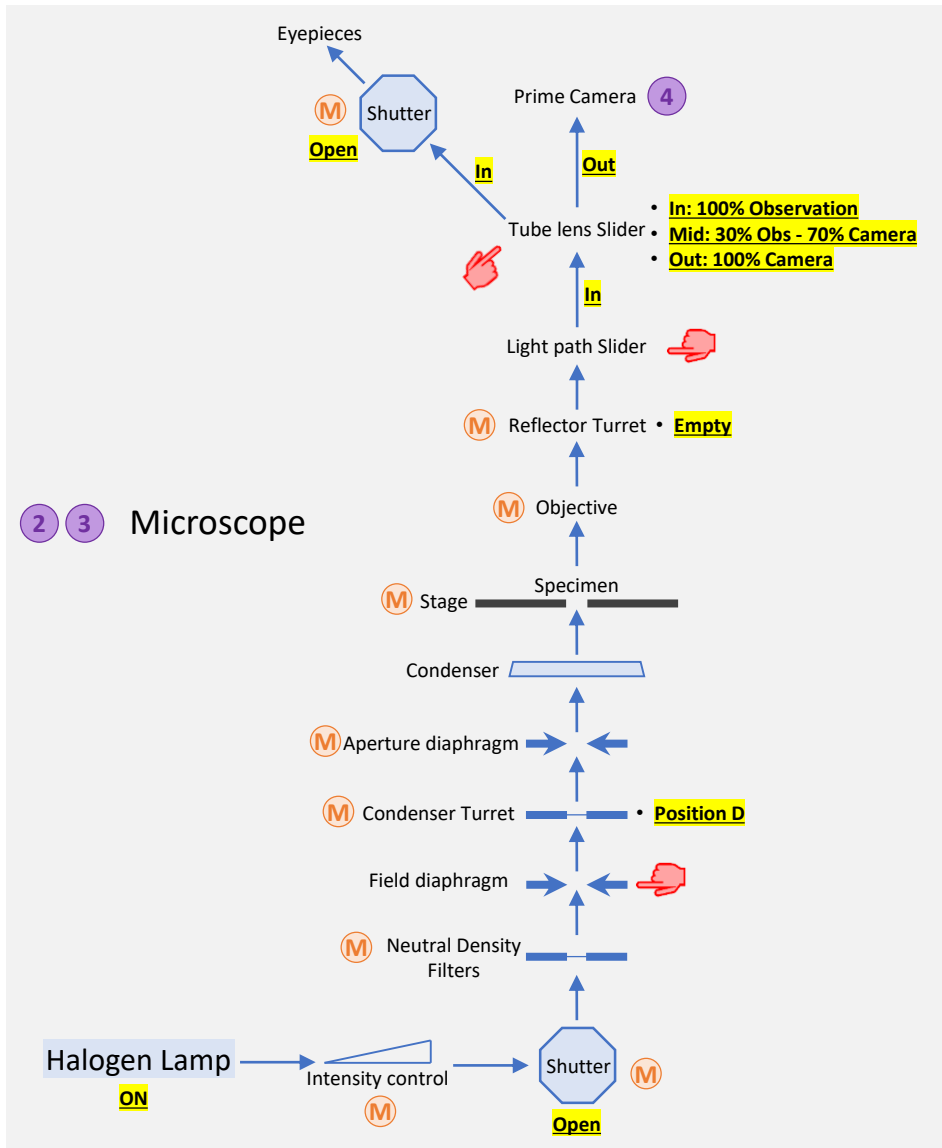 Eyepieces
M
Shutter
Open
Prime Camera 4
In
Out
Tube lens Slider
• In: 100% Observation
• Mid: 30% Obs - 70% Camera
• Out: 100% Camera
In
Light path Slider
M Reflector Turret • Empty
M Objective
2 3 Microscope
Specimen
M Stage
Condenser
M Aperture diaphragm
M Condenser Turret • Position D
Field diaphragm
M Neutral Density
Filters
Halogen Lamp
ON
Intensity control
M
Shutter
M
Open